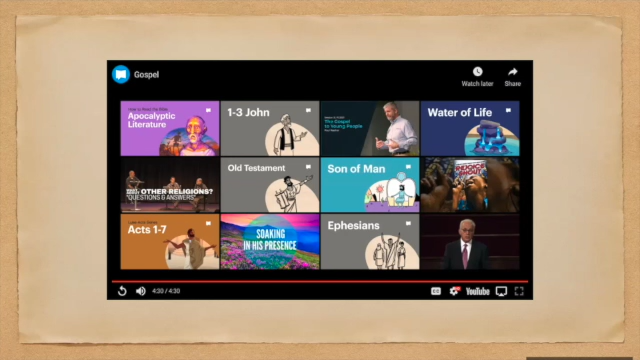 Gospel
Watch later
Share
How to Read the Bible
Apocalyptic
Literature
1-3 John
The Gospel
to Young People
Water of Life
OTHER RELIGIONS?
"QUESTIONS & ANSWERS"
Old Testament
Son of Man
Acts 1-7
SOAKING
IN HIS PRESENCE
Ephesians
4:30 / 4:30
CC
YouTube